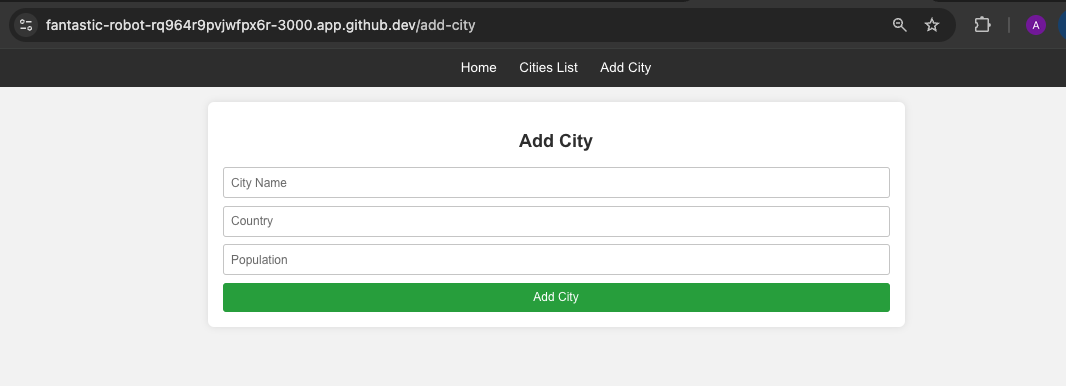 fantastic-robot-rq964r9pvjwfpx6r-3000.app.github.dev/add-city
A
Home Cities List Add City
Add City
City Name
Country
Population
Add City